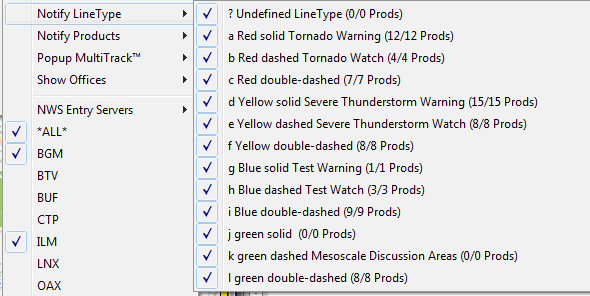 Notify LineType
Notify Products
Popup MultiTrack™
Show Offices
NWS Entry Servers
*ALL*
BGM
BTV
BUF
CTP
ILM
LNX
OAX
? Undefined LineType (0/0 Prods)
a Red solid Tornado Warning (12/12 Prods)
b Red dashed Tornado Watch (4/4 Prods)
c Red double-dashed (7/7 Prods)
d Yellow solid Severe Thunderstorm Warning (15/15 Prods)
e Yellow dashed Severe Thunderstorm Watch (8/8 Prods)
f Yellow double-dashed (8/8 Prods)
g Blue solid Test Warning (1/1 Prods)
h Blue dashed Test Watch (3/3 Prods)
i Blue double-dashed (9/9 Prods)
j green solid  (0/0 Prods)
k green dashed Mesoscale Discussion Areas (0/0 Prods)
l green double-dashed (8/8 Prods)